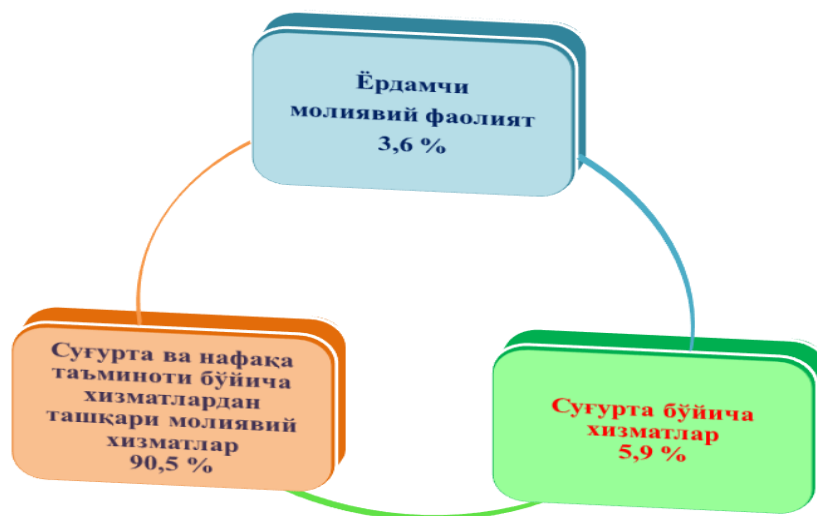 Ёрдамчи
молиявий фаолият
3,6 %
Суғурта ва нафақа
таъминоти бўйича
хизматлардан
ташқари молиявий
хизматлар
90,5 %
Суғурта бўйича
хизматлар
5,9 %